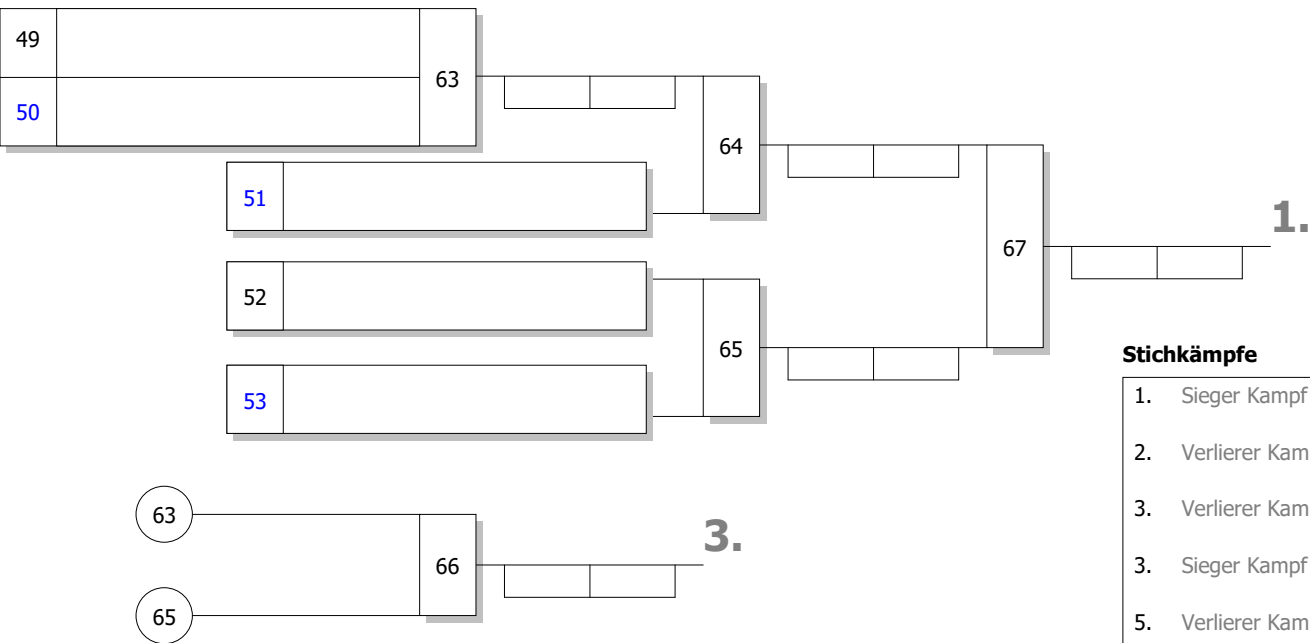 49
63
50
64
51
1.
67
52
65
53
Stichkämpfe
1. Sieger Kampf
2. Verlierer Kam
3. Verlierer Kam
3. Sieger Kampf
5. Verlierer Kam
63
3.
66
65